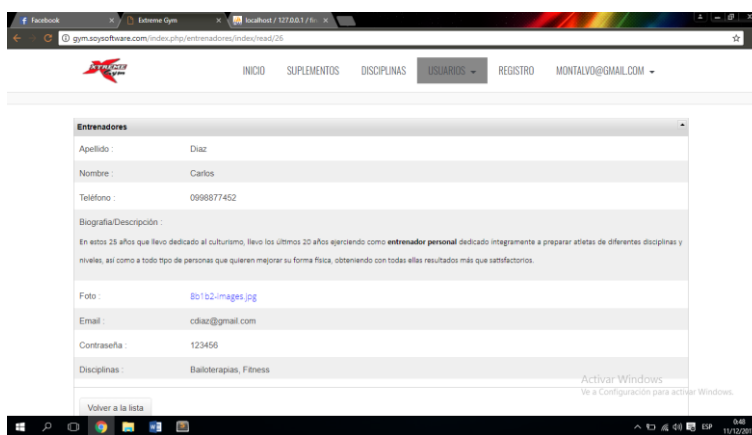 Facebook
Extreme Gym
localhost / 127.0.0.1 /
gym.soysoftware.com/index.php/entrenadores/index/read/26
XTREME
Gym
INICIO SUPLEMENTOS DISCIPLINAS USUARIOS REGISTRO MONTALVO@GMAIL.COM
Entrenadores
Apellido : Diaz
Nombre : Carlos
Teléfono : 0998877452
Biografía/Descripción :
En estos 25 años que llevo dedicado al culturismo, llevo los últimos 20 años ejerciendo como entrenador personal dedicado integramente a preparar atletas de diferentes disciplinas y
niveles, así como a todo tipo de personas que quieren mejorar su forma física, obteniendo con todas ellas resultados más que satisfactorios.
Foto : 8b1b2-images.jpg
Email : cdiaz@gmail.com
Contraseña : 123456
Disciplinas : Bailoterapias, Fitness
Activar Windows
Ve a Configuración para activar Windows.
Volver a la lista
ESP
0:48